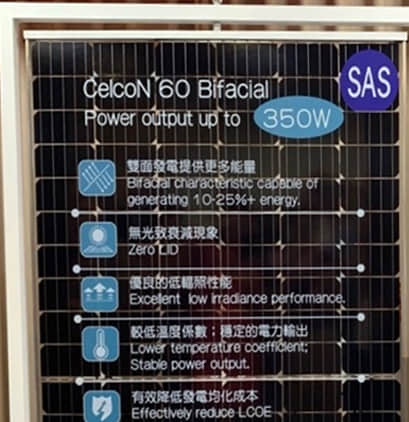 SAS
CelcoN 60 Bifacial
Power output up to 350W
雙面發電提供更多能量
Bifacial characteristic capable of
generating 10-25%+ energy.
無光致衰減現象
Zero LID
優良的低輻照性能
Excellent low irradiance performance.
較低溫度係數；穩定的電力輸出
Lower temperature coefficient;
Stable power output.
有效降低發電均化成本
Effectively reduce LCOE